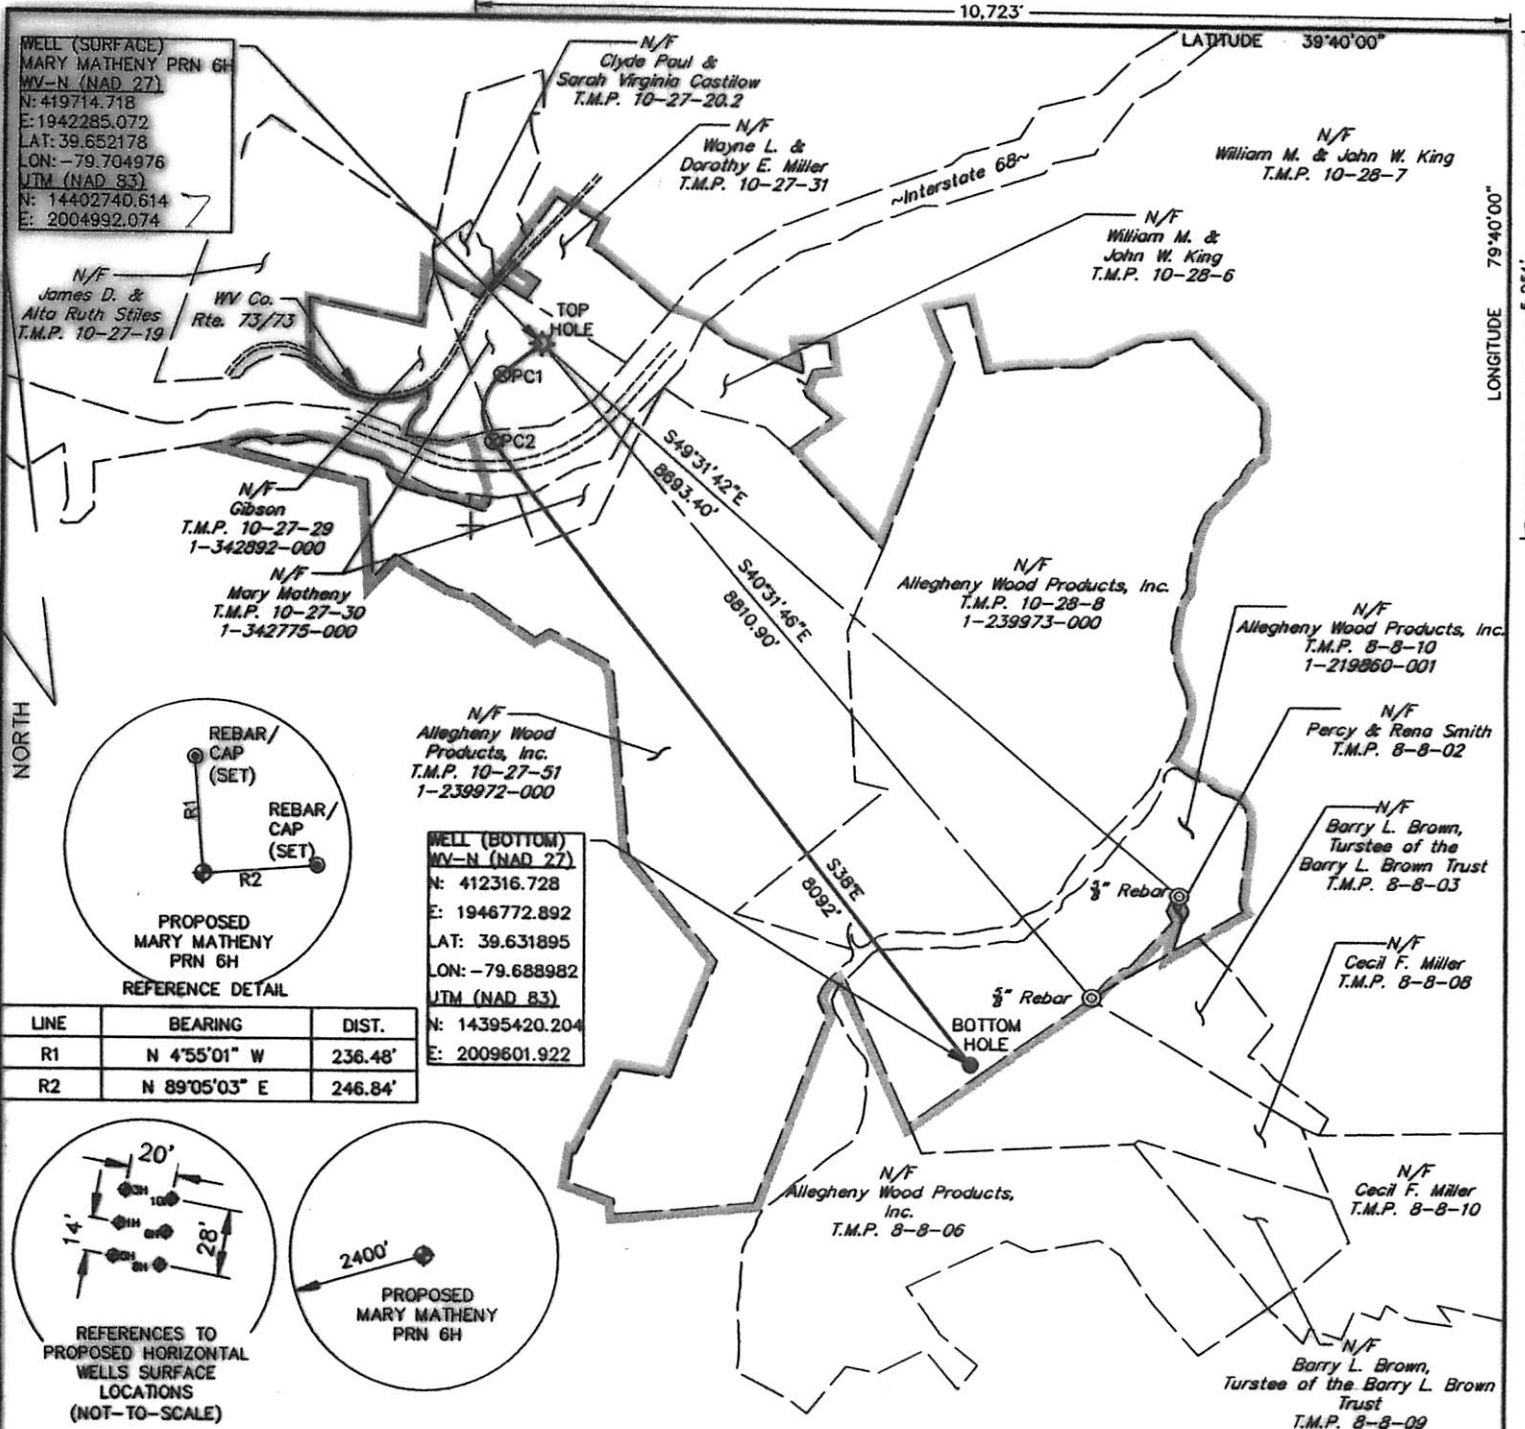 10,723'
LATITUDE 39°40'00"
LONGITUDE 79°40'00"
WELL (SURFACE)
MARY MATHENY PRN 6H
WV-N (NAD 27)
N: 419714.718
E: 1942285.072
LAT: 39.652178
LON: -79.704976
UTM (NAD 83)
N: 14402740.614
E: 2004992.074
7
N/F
Clyde Paul &
Sarah Virginia Castilow
T.M.P. 10-27-20.2
N/F
Wayne L. &
Dorothy E. Miller
T.M.P. 10-27-31
~Interstate 68~
N/F
William M. & John W. King
T.M.P. 10-28-7
N/F
William M. &
John W. King
T.M.P. 10-28-6
N/F
James D. &
Alta Ruth Stiles
T.M.P. 10-27-19
WV Co.
Rte. 73/73
TOP
HOLE
PC1
PC2
N/F
Gibson
T.M.P. 10-27-29
1-342892-000
N/F
Mary Matheny
T.M.P. 10-27-30
1-342775-000
S49°31'42"E
8693.40'
S40°31'46"E
8810.90'
N/F
Allegheny Wood Products, Inc.
T.M.P. 10-28-8
1-239973-000
N/F
Allegheny Wood Products, Inc.
T.M.P. 8-8-10
1-219860-001
N/F
Percy & Rena Smith
T.M.P. 8-8-02
N/F
Allegheny Wood
Products, Inc.
T.M.P. 10-27-51
1-239972-000
NORTH
REBAR/
CAP
(SET)
R1
REBAR/
CAP
(SET)
R2
PROPOSED
MARY MATHENY
PRN 6H
REFERENCE DETAIL
WELL (BOTTOM)
WV-N (NAD 27)
N: 412316.728
E: 1946772.892
LAT: 39.631895
LON: -79.688982
UTM (NAD 83)
N: 14395420.204
E: 2009601.922
S38°E
8092'
N/F
Barry L. Brown,
Turstee of the
Barry L. Brown Trust
T.M.P. 8-8-03
5/8" Rebar
N/F
Cecil F. Miller
T.M.P. 8-8-08
5/8" Rebar
BOTTOM
HOLE
LINE BEARING DIST.
R1 N 4°55'01" W 236.48'
R2 N 89°05'03" E 246.84'
20'
14'
28'
REFERENCES TO
PROPOSED HORIZONTAL
WELLS SURFACE
LOCATIONS
(NOT-TO-SCALE)
2400'
PROPOSED
MARY MATHENY
PRN 6H
N/F
Allegheny Wood Products,
Inc.
T.M.P. 8-8-06
N/F
Cecil F. Miller
T.M.P. 8-8-10
N/F
Barry L. Brown,
Turstee of the Barry L. Brown
Trust
T.M.P. 8-8-09